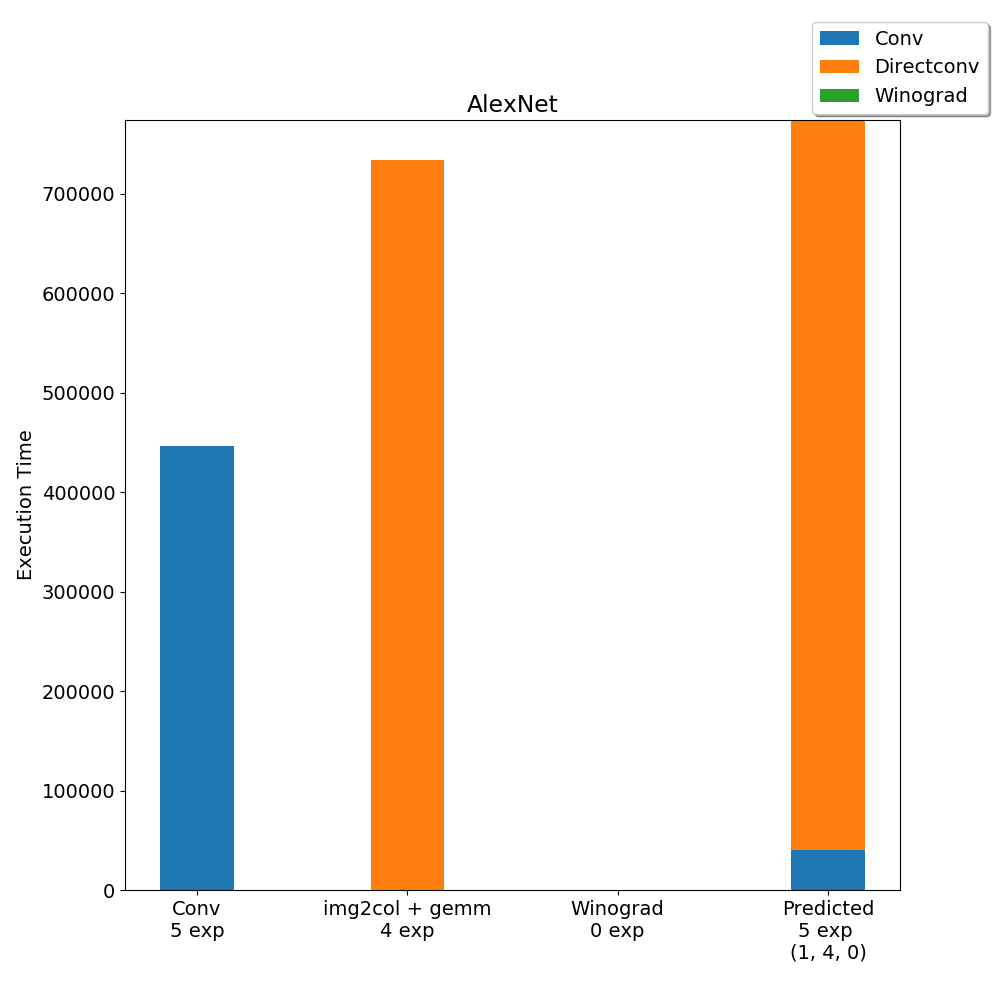 Conv
Directconv
Winograd
AlexNet
Execution Time
700000
600000
500000
400000
300000
200000
100000
0
Conv
5 exp
img2col + gemm
4 exp
Winograd
0 exp
Predicted
5 exp
(1, 4, 0)